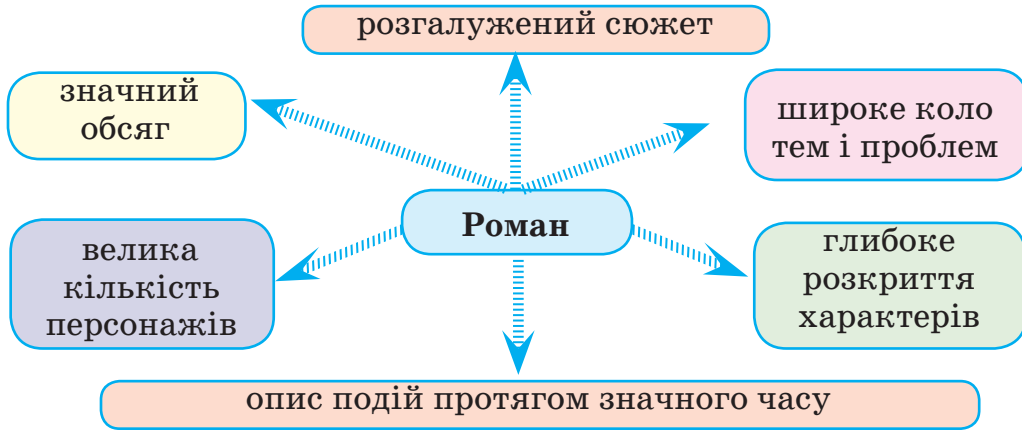 розгалужений сюжет
значний
обсяг
широке коло
тем і проблем
Роман
велика
кількість
персонажів
глибоке
розкриття
характерів
опис подій протягом значного часу